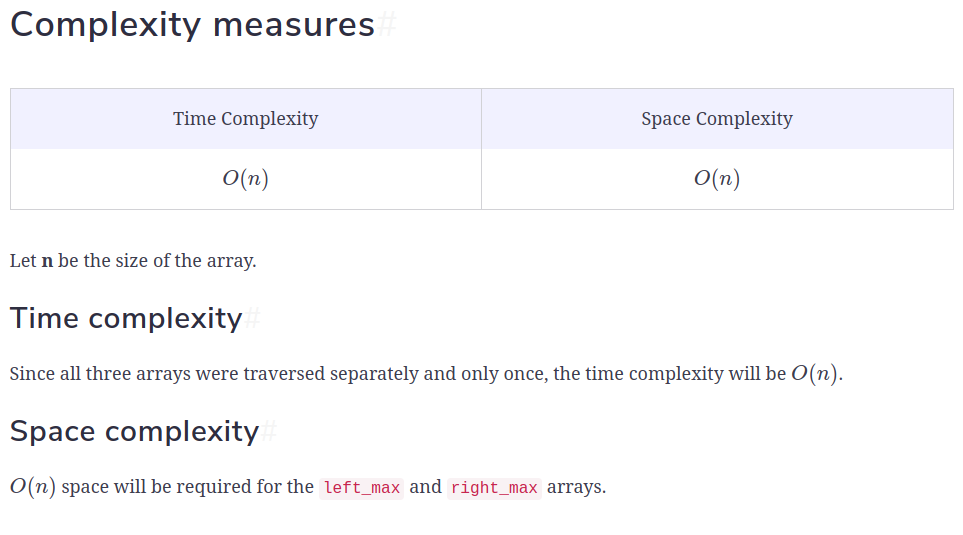 Complexity measures#
Time Complexity Space Complexity
O(n) O(n)
Let n be the size of the array.
Time complexity#
Since all three arrays were traversed separately and only once, the time complexity will be O(n).
Space complexity#
O(n) space will be required for the left_max and right_max arrays.